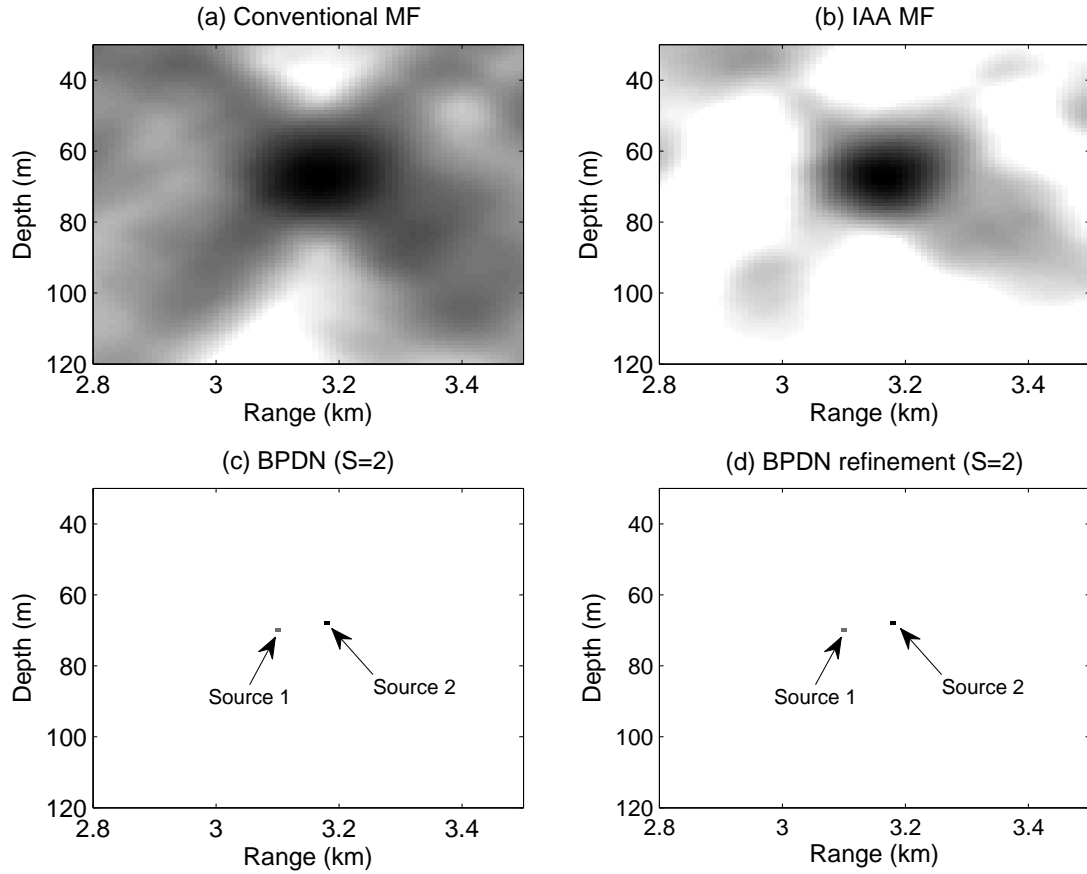 (a) Conventional MF
Depth (m)
40
60
80
100
120
2.8 3 3.2 3.4
Range (km)
(b) IAA MF
Depth (m)
40
60
80
100
120
2.8 3 3.2 3.4
Range (km)
(c) BPDN (S=2)
Depth (m)
40
60
80
100
120
Source 1
Source 2
2.8 3 3.2 3.4
Range (km)
(d) BPDN refinement (S=2)
Depth (m)
40
60
80
100
120
Source 1
Source 2
2.8 3 3.2 3.4
Range (km)